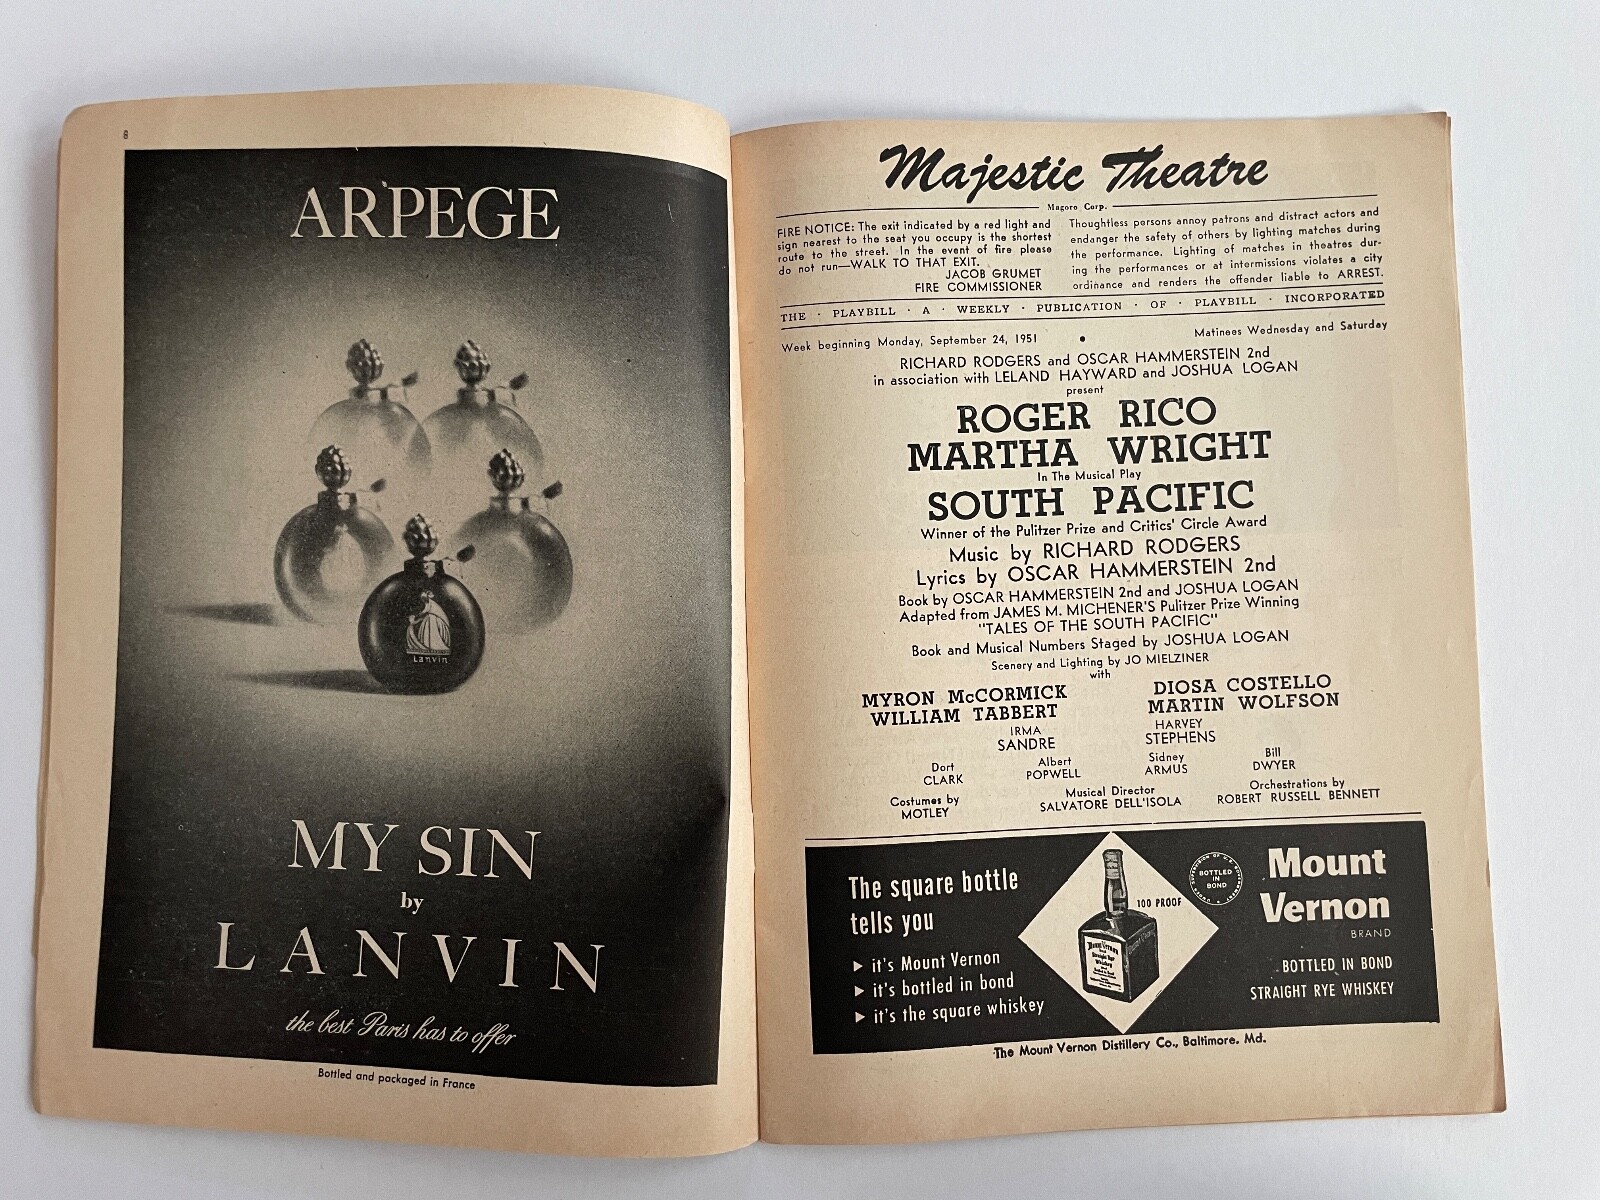 8
ARPEGE
Lanvin
MY SIN
by
LANVIN
the best Paris has to offer
Bottled and packaged in France
Majestic Theatre
Magoro Corp.
FIRE NOTICE: The exit indicated by a red light and
sign nearest to the seat you occupy is the shortest
route to the street. In the event of fire please
do not run—WALK TO THAT EXIT.
JACOB GRUMET
FIRE COMMISSIONER
Thoughtless persons annoy patrons and distract actors and
endanger the safety of others by lighting matches during
the performance. Lighting of matches in theatres dur-
ing the performances or at intermissions violates a city
ordinance and renders the offender liable to ARREST.
THE · PLAYBILL · A · WEEKLY · PUBLICATION · OF · PLAYBILL · INCORPORATED
Week beginning Monday, September 24, 1951 • Matinees Wednesday and Saturday
RICHARD RODGERS and OSCAR HAMMERSTEIN 2nd
in association with LELAND HAYWARD and JOSHUA LOGAN
present
ROGER RICO
MARTHA WRIGHT
In The Musical Play
SOUTH PACIFIC
Winner of the Pulitzer Prize and Critics' Circle Award
Music by RICHARD RODGERS
Lyrics by OSCAR HAMMERSTEIN 2nd
Book by OSCAR HAMMERSTEIN 2nd and JOSHUA LOGAN
Adapted from JAMES M. MICHENER'S Pulitzer Prize Winning
"TALES OF THE SOUTH PACIFIC"
Book and Musical Numbers Staged by JOSHUA LOGAN
Scenery and Lighting by JO MIELZINER
with
MYRON McCORMICK DIOSA COSTELLO
WILLIAM TABBERT MARTIN WOLFSON
IRMA HARVEY
SANDRE STEPHENS
Dort Albert Sidney Bill
CLARK POPWELL ARMUS DWYER
Costumes by Musical Director Orchestrations by
MOTLEY SALVATORE DELL'ISOLA ROBERT RUSSELL BENNETT
The square bottle
tells you
► it's Mount Vernon
► it's bottled in bond
► it's the square whiskey
100 PROOF
Mount Vernon
Straight Rye
Whiskey
BOTTLED
IN
BOND
UNDER SUPERVISION OF U.S. GOVERNMENT
Mount
Vernon
BRAND
BOTTLED IN BOND
STRAIGHT RYE WHISKEY
The Mount Vernon Distillery Co., Baltimore. Md.